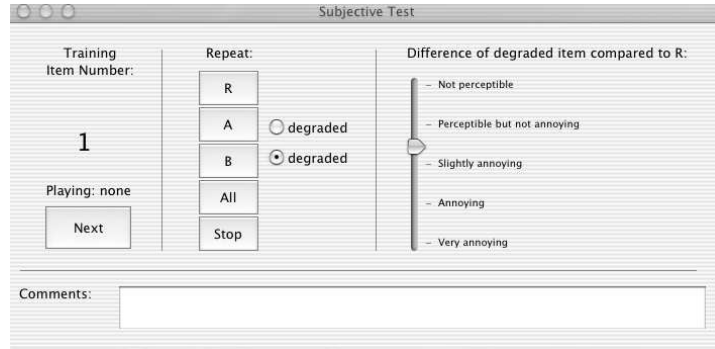 Subjective Test
Training
Item Number:
1
Playing: none
Next
Repeat:
R
A
B
All
Stop
degraded
degraded
Difference of degraded item compared to R:
– Not perceptible
– Perceptible but not annoying
– Slightly annoying
– Annoying
– Very annoying
Comments: